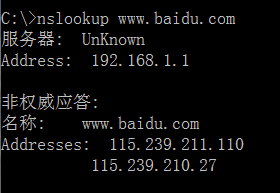 C:\>nslookup www.baidu.com
服务器:  UnKnown
Address:  192.168.1.1
非权威应答:
名称:    www.baidu.com
Addresses:  115.239.211.110
115.239.210.27